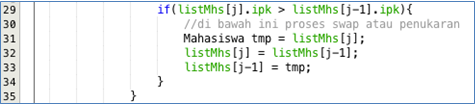 29 if(listMhs[j].ipk > listMhs[j-1].ipk){
30 //di bawah ini proses swap atau penukaran
31 Mahasiswa tmp = listMhs[j];
32 listMhs[j] = listMhs[j-1];
33 listMhs[j-1] = tmp;
34 }
35 }